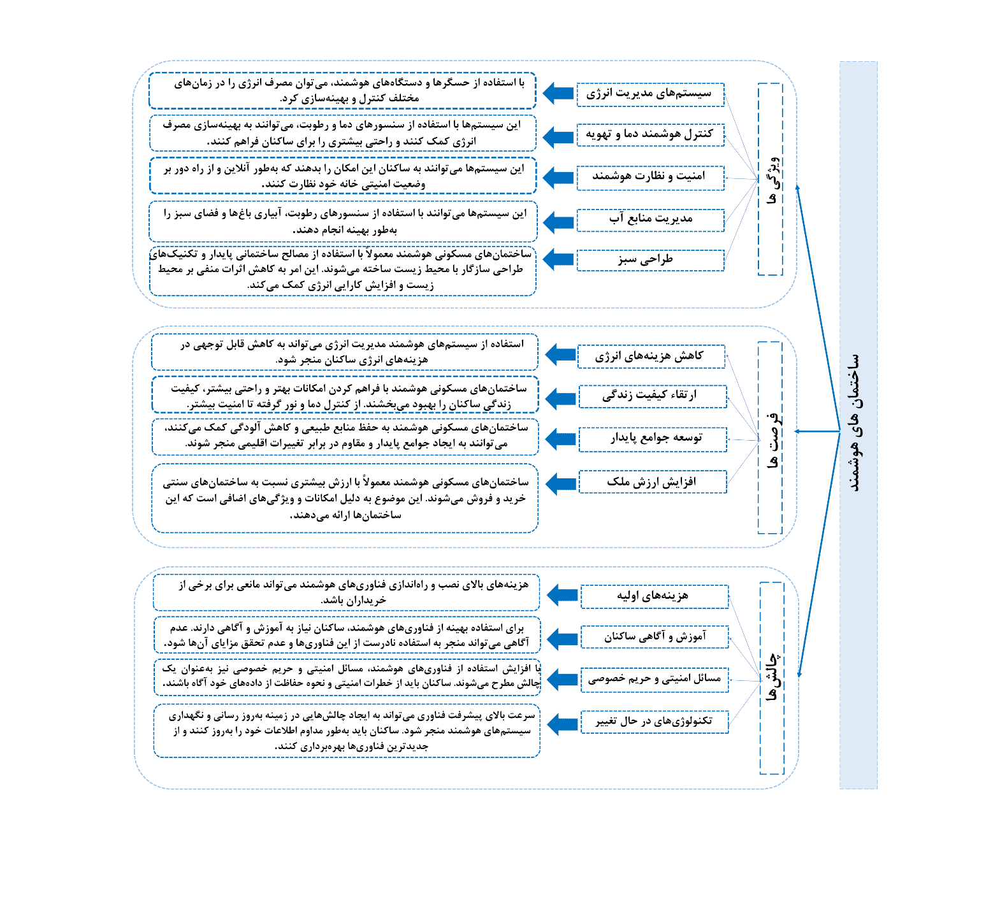 ساختمان های هوشمند
ویژگی ها
سیستم‌های مدیریت انرژی
با استفاده از حسگرها و دستگاه‌های هوشمند، می‌توان مصرف انرژی را در زمان‌های
مختلف کنترل و بهینه‌سازی کرد.
کنترل هوشمند دما و تهویه
این سیستم‌ها با استفاده از سنسورهای دما و رطوبت، می‌توانند به بهینه‌سازی مصرف
انرژی کمک کنند و راحتی بیشتری را برای ساکنان فراهم کنند.
امنیت و نظارت هوشمند
این سیستم‌ها می‌توانند به ساکنان این امکان را بدهند که به‌طور آنلاین و از راه دور بر
وضعیت امنیتی خانه خود نظارت کنند.
مدیریت منابع آب
این سیستم‌ها می‌توانند با استفاده از سنسورهای رطوبت، آبیاری باغ‌ها و فضای سبز را
به‌طور بهینه انجام دهند.
طراحی سبز
ساختمان‌های مسکونی هوشمند معمولاً با استفاده از مصالح ساختمانی پایدار و تکنیک‌های
طراحی سازگار با محیط زیست ساخته می‌شوند. این امر به کاهش اثرات منفی بر محیط
زیست و افزایش کارایی انرژی کمک می‌کند.
فرصت ها
کاهش هزینه‌های انرژی
استفاده از سیستم‌های هوشمند مدیریت انرژی می‌تواند به کاهش قابل توجهی در
هزینه‌های انرژی ساکنان منجر شود.
ارتقاء کیفیت زندگی
ساختمان‌های مسکونی هوشمند با فراهم کردن امکانات بهتر و راحتی بیشتر، کیفیت
زندگی ساکنان را بهبود می‌بخشند. از کنترل دما و نور گرفته تا امنیت بیشتر.
توسعه جوامع پایدار
ساختمان‌های مسکونی هوشمند به حفظ منابع طبیعی و کاهش آلودگی کمک می‌کنند،
می‌توانند به ایجاد جوامع پایدار و مقاوم در برابر تغییرات اقلیمی منجر شوند.
افزایش ارزش ملک
ساختمان‌های مسکونی هوشمند معمولاً با ارزش بیشتری نسبت به ساختمان‌های سنتی
خرید و فروش می‌شوند. این موضوع به دلیل امکانات و ویژگی‌های اضافی است که این
ساختمان‌ها ارائه می‌دهند.
چالش‌ها
هزینه‌های اولیه
هزینه‌های بالای نصب و راه‌اندازی فناوری‌های هوشمند می‌تواند مانعی برای برخی از
خریداران باشد.
آموزش و آگاهی ساکنان
برای استفاده بهینه از فناوری‌های هوشمند، ساکنان نیاز به آموزش و آگاهی دارند. عدم
آگاهی می‌تواند منجر به استفاده نادرست از این فناوری‌ها و عدم تحقق مزایای آن‌ها شود.
مسائل امنیتی و حریم خصوصی
با افزایش استفاده از فناوری‌های هوشمند، مسائل امنیتی و حریم خصوصی نیز به‌عنوان یک
چالش مطرح می‌شوند. ساکنان باید از خطرات امنیتی و نحوه حفاظت از داده‌های خود آگاه باشند.
تکنولوژی‌های در حال تغییر
سرعت بالای پیشرفت فناوری می‌تواند به ایجاد چالش‌هایی در زمینه به‌روز رسانی و نگهداری
سیستم‌های هوشمند منجر شود. ساکنان باید به‌طور مداوم اطلاعات خود را به‌روز کنند و از
جدیدترین فناوری‌ها بهره‌برداری کنند.